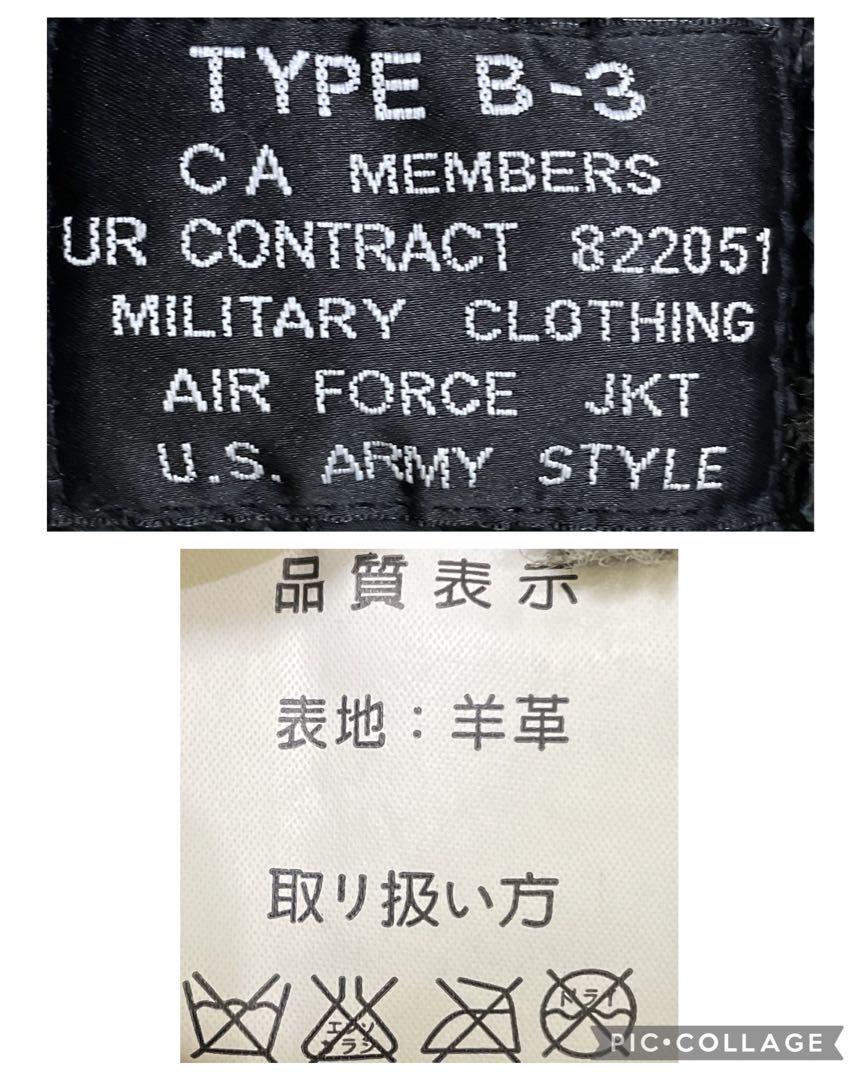 TYPE B-3
CA MEMBERS
UR CONTRACT 822051
MILITARY CLOTHING
AIR FORCE JKT
U.S. ARMY STYLE
品質表示
表地：羊革
取り扱い方
エンソ
サラシ
ドライ
PIC•COLLAGE